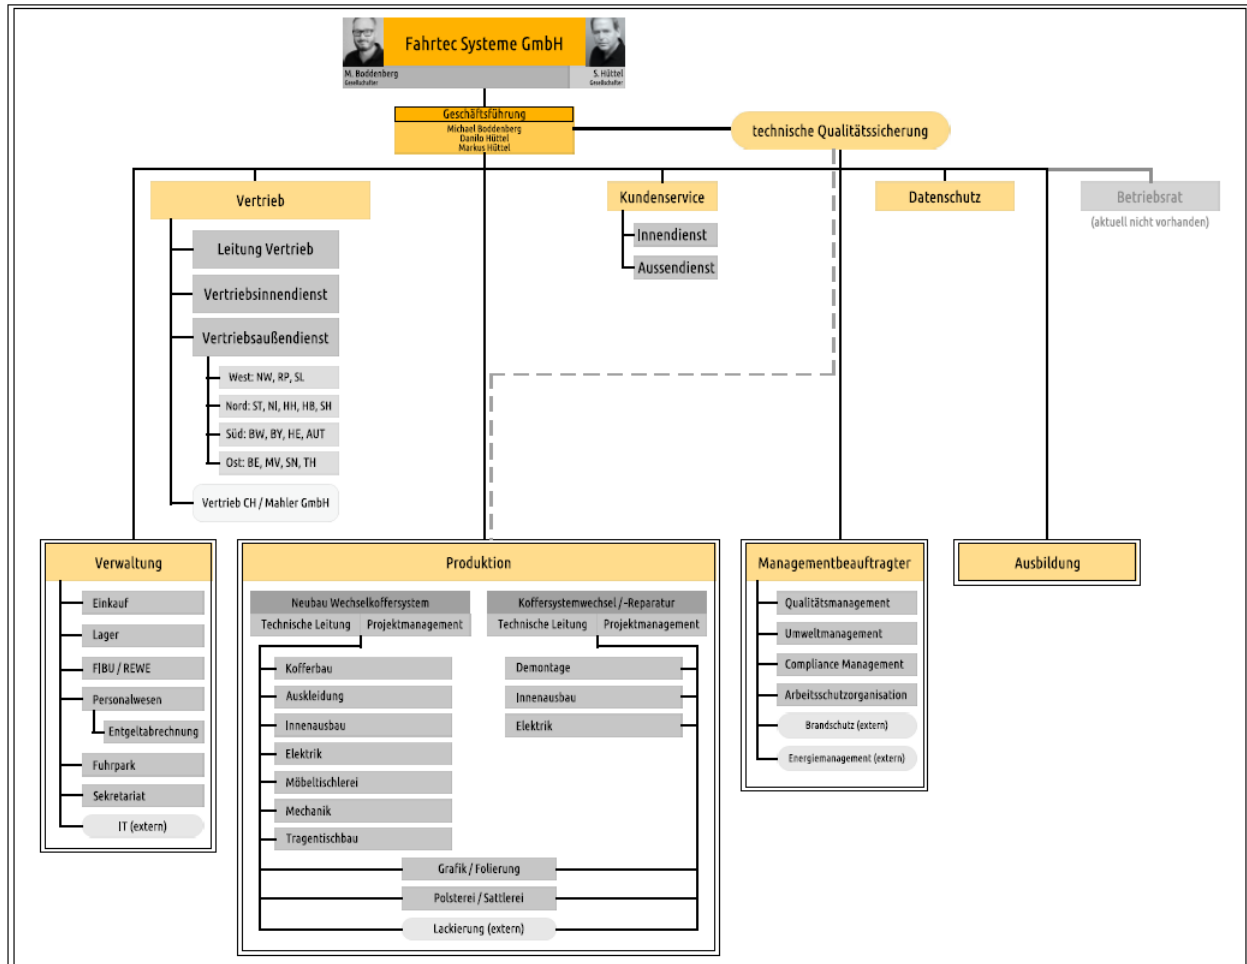 Fahrtec Systeme GmbH
M. Boddenberg
Gesellschafter
S. Hüttel
Gesellschafter
Geschäftsführung
Michael Boddenberg
Danilo Hüttel
Markus Hüttel
technische Qualitätssicherung
Vertrieb
Kundenservice
Datenschutz
Betriebsrat
(aktuell nicht vorhanden)
Leitung Vertrieb
Vertriebsinnendienst
Vertriebsaußendienst
West: NW, RP, SL
Nord: ST, NI, HH, HB, SH
Süd: BW, BY, HE, AUT
Ost: BE, MV, SN, TH
Vertrieb CH / Mahler GmbH
Innendienst
Aussendienst
Verwaltung
Einkauf
Lager
FIBU / REWE
Personalwesen
Entgeltabrechnung
Fuhrpark
Sekretariat
IT (extern)
Produktion
Neubau Wechselkoffersystem
Technische Leitung
Projektmanagement
Kofferbau
Auskleidung
Innenausbau
Elektrik
Möbeltischlerei
Mechanik
Tragentischbau
Koffersystemwechsel / -Reparatur
Technische Leitung
Projektmanagement
Demontage
Innenausbau
Elektrik
Grafik / Folierung
Polsterei / Sattlerei
Lackierung (extern)
Managementbeauftragter
Qualitätsmanagement
Umweltmanagement
Compliance Management
Arbeitsschutzorganisation
Brandschutz (extern)
Energiemanagement (extern)
Ausbildung